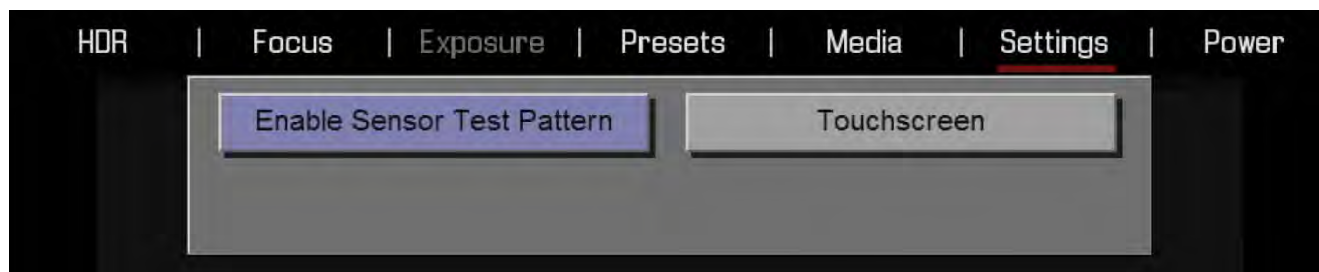 HDR | Focus | Exposure | Presets | Media | Settings | Power
Enable Sensor Test Pattern Touchscreen